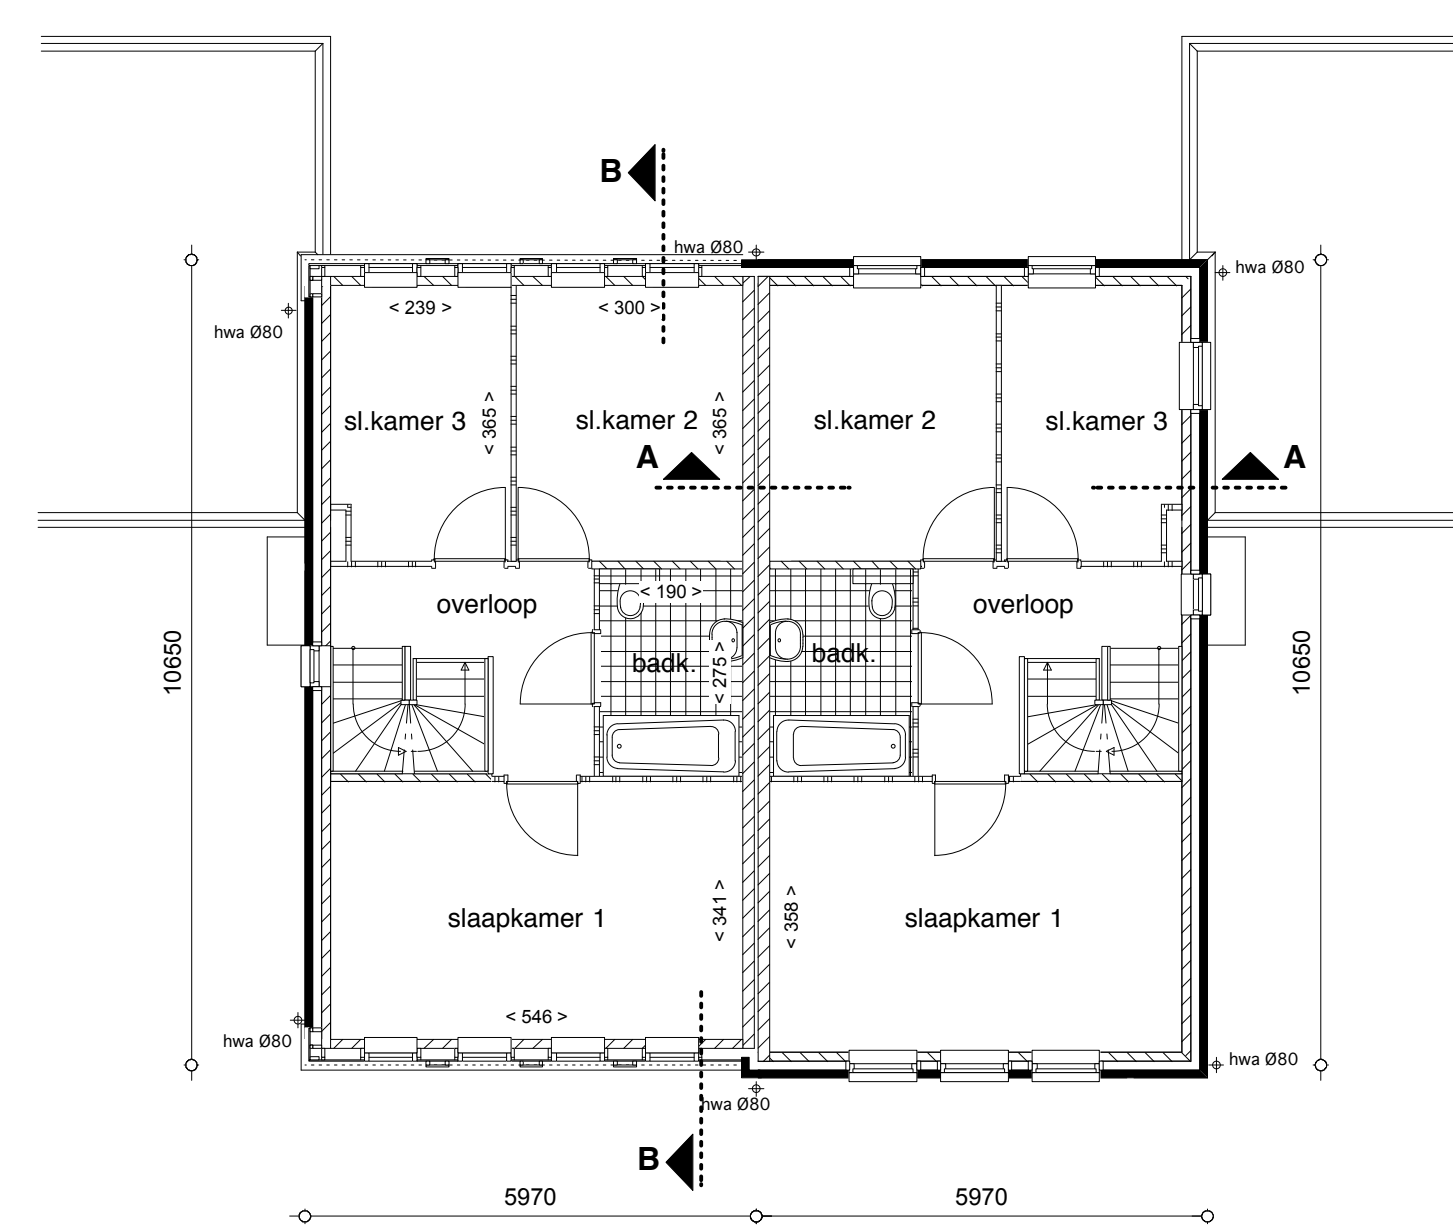 B
hwa Ø80
hwa Ø80
hwa Ø80
< 239 >
< 300 >
sl.kamer 3
< 365 >
sl.kamer 2
< 365 >
sl.kamer 2
sl.kamer 3
A
A
overloop
< 190 >
overloop
badk.
< 275 >
badk.
10650
10650
slaapkamer 1
< 341 >
< 358 >
slaapkamer 1
< 546 >
hwa Ø80
hwa Ø80
hwa Ø80
B
5970
5970